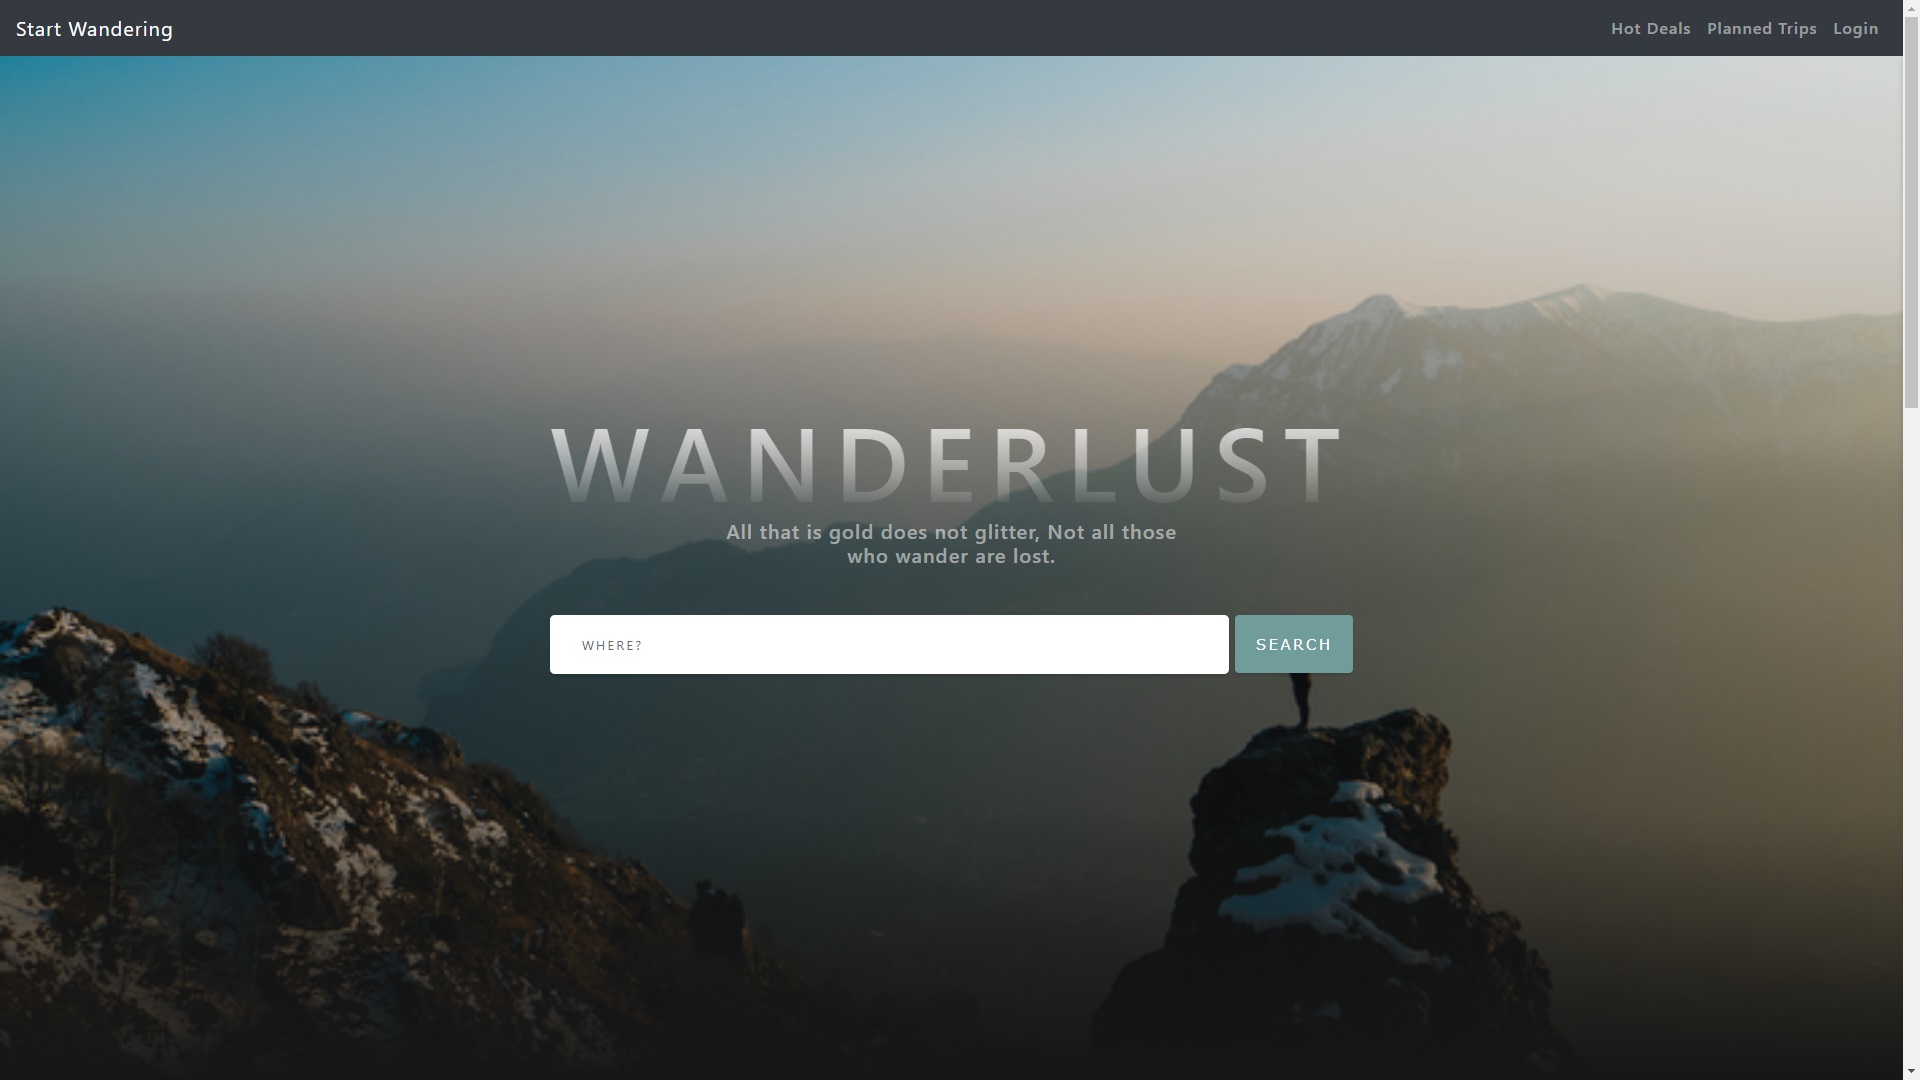 Start Wandering
Hot Deals
Planned Trips
Login
WANDERLUST
All that is gold does not glitter, Not all those
who wander are lost.
WHERE?
SEARCH